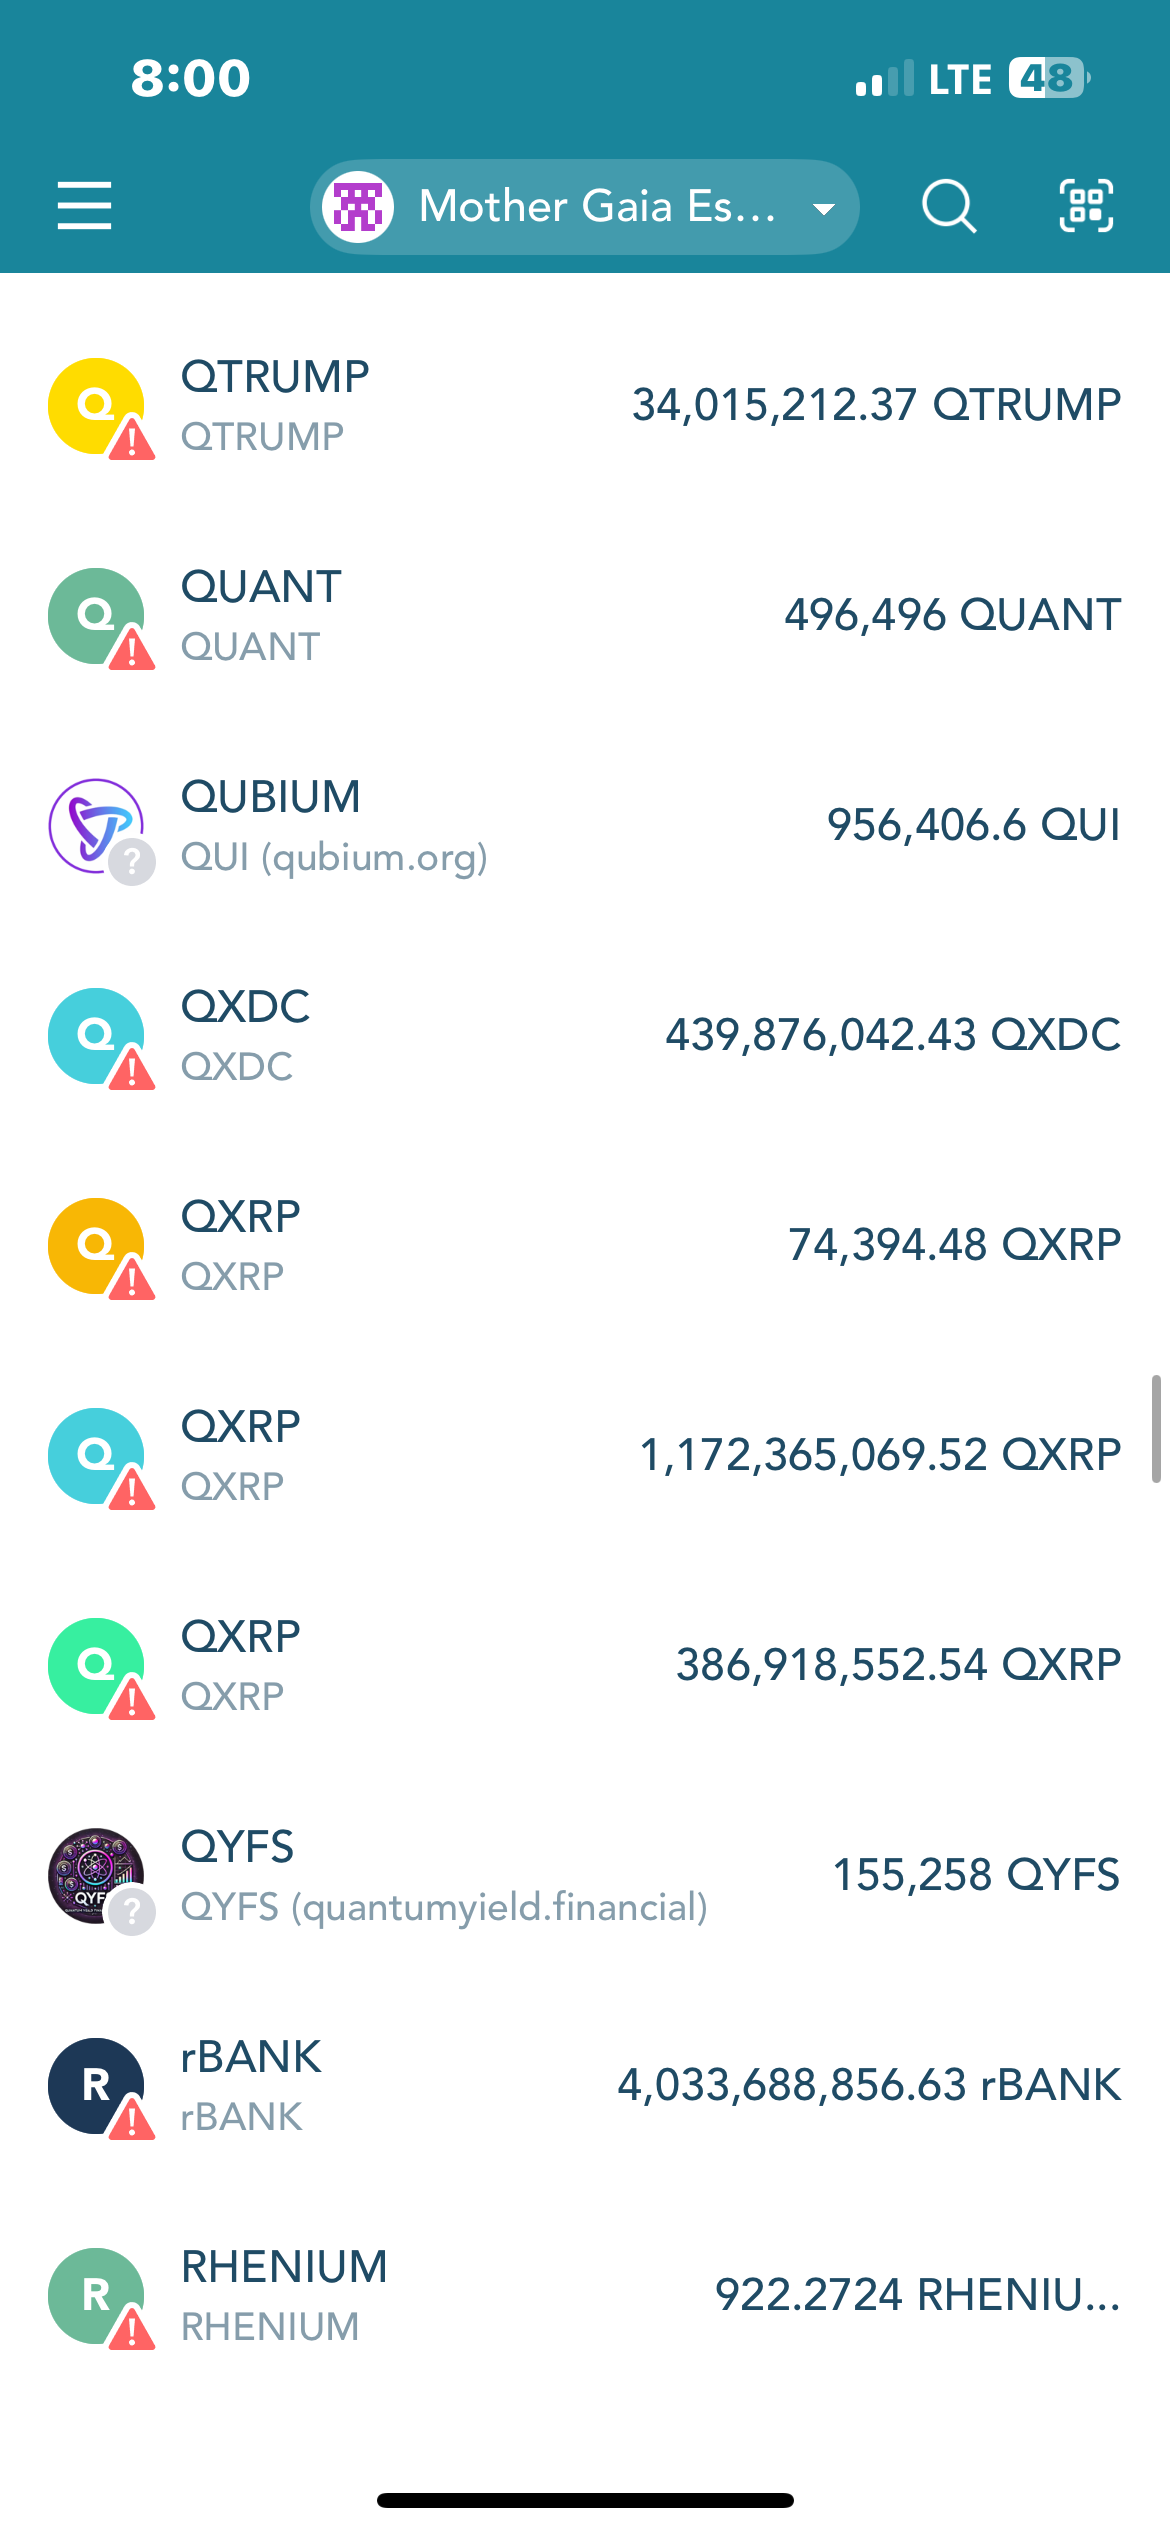 8:00 LTE 48
Mother Gaia Es...
QTRUMP
QTRUMP
34,015,212.37 QTRUMP
QUANT
QUANT
496,496 QUANT
QUBIUM
QUI (qubium.org)
956,406.6 QUI
QXDC
QXDC
439,876,042.43 QXDC
QXRP
QXRP
74,394.48 QXRP
QXRP
QXRP
1,172,365,069.52 QXRP
QXRP
QXRP
386,918,552.54 QXRP
QYFS
QYFS (quantumyield.financial)
155,258 QYFS
rBANK
rBANK
4,033,688,856.63 rBANK
RHENIUM
RHENIUM
922.2724 RHENIU...